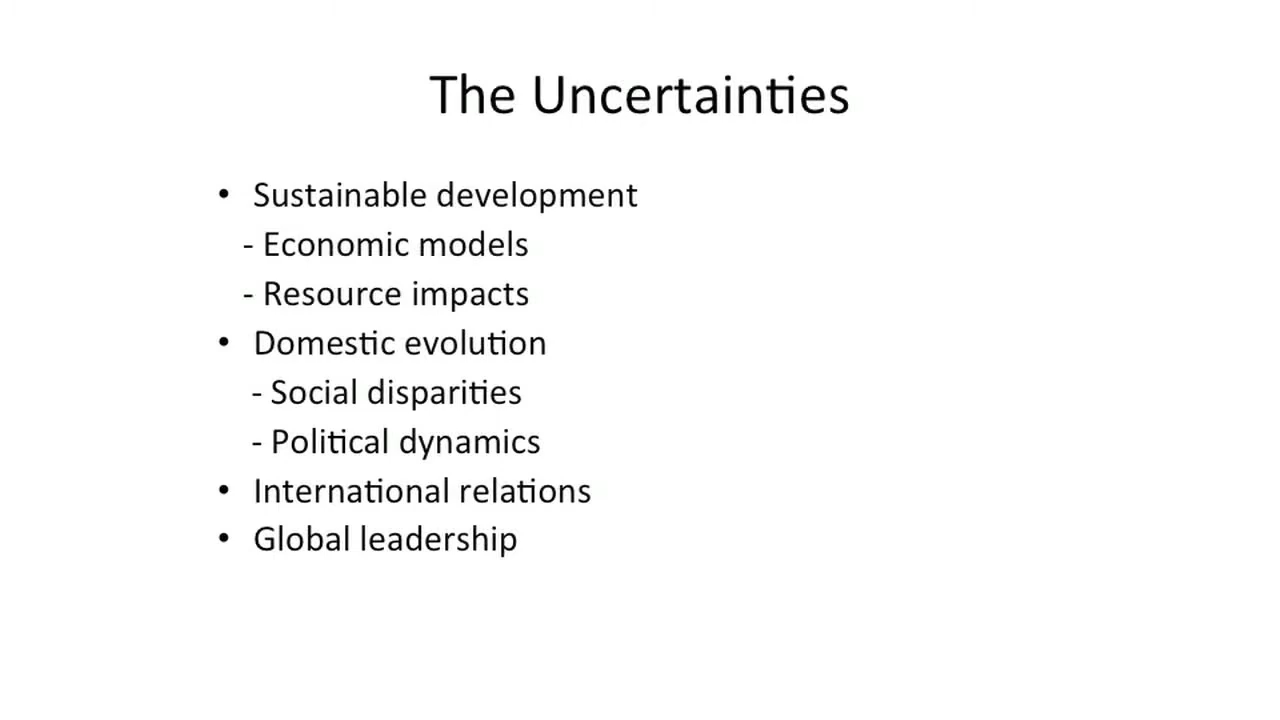 The Uncertainties
• Sustainable development
- Economic models
- Resource impacts
• Domestic evolution
- Social disparities
- Political dynamics
• International relations
• Global leadership